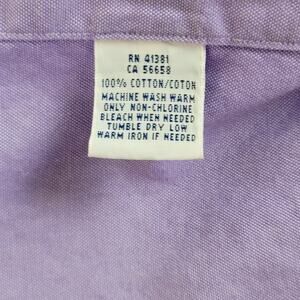 RN 41381
CA 56658
100% COTTON/COTON
MACHINE WASH WARM
ONLY NON-CHLORINE
BLEACH WHEN NEEDED
TUMBLE DRY LOW
WARM IRON IF NEEDED